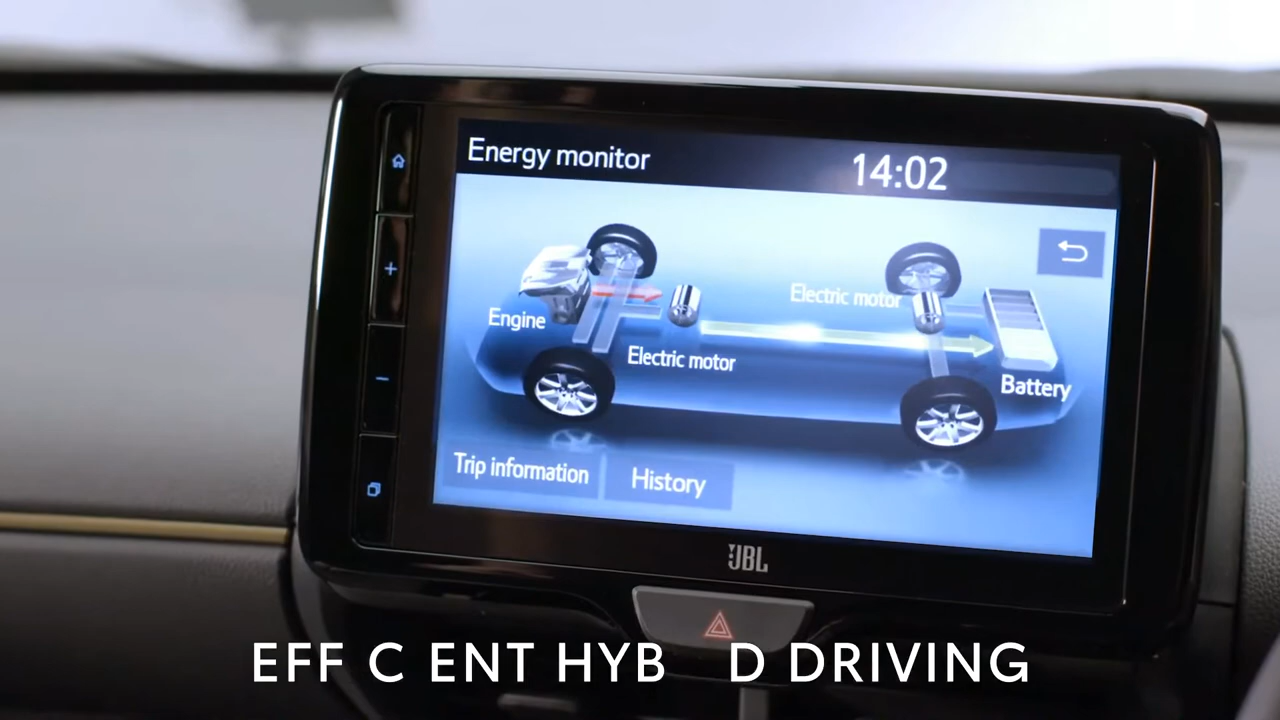 Energy monitor
14:02
Electric motor
Engine
Electric motor
Battery
Trip information
History
JBL
EFF C ENT HYB D DRIVING